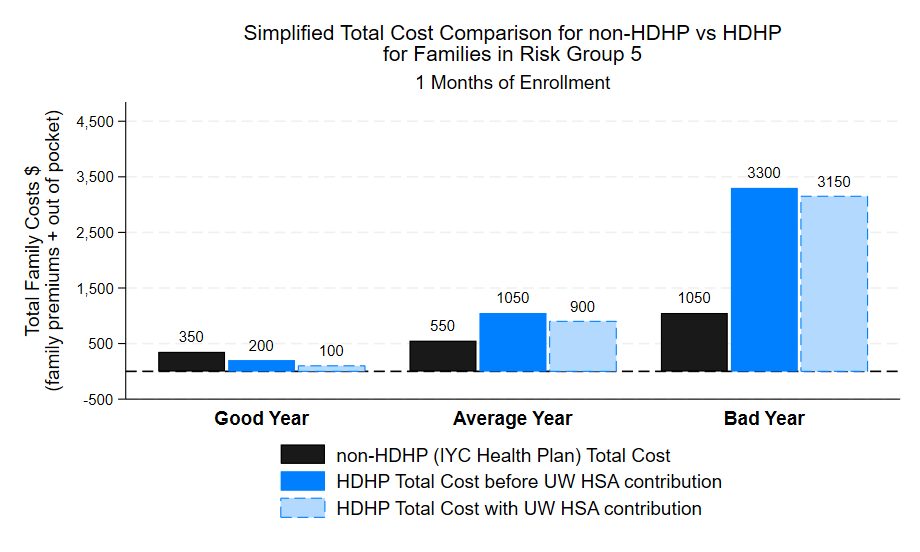 Simplified Total Cost Comparison for non-HDHP vs HDHP
for Families in Risk Group 5
1 Months of Enrollment
Total Family Costs $
(family premiums + out of pocket)
4,500
3,500
2,500
1,500
500
-500
350
200
100
550
1050
900
1050
3300
3150
Good Year
Average Year
Bad Year
non-HDHP (IYC Health Plan) Total Cost
HDHP Total Cost before UW HSA contribution
HDHP Total Cost with UW HSA contribution